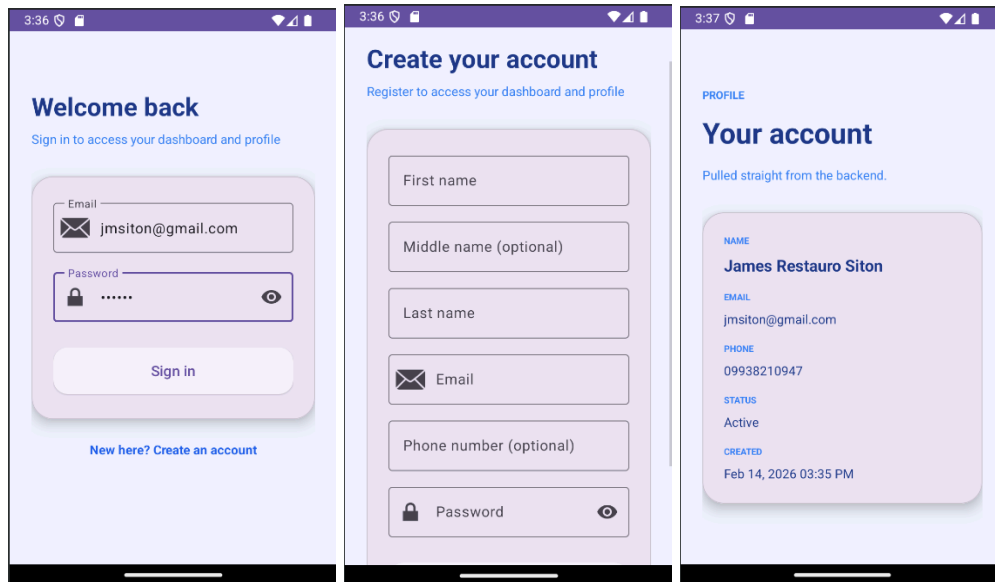 3:36
Welcome back
Sign in to access your dashboard and profile
Email
jmsiton@gmail.com
Password
••••••
Sign in
New here? Create an account
3:36
Create your account
Register to access your dashboard and profile
First name
Middle name (optional)
Last name
Email
Phone number (optional)
Password
3:37
PROFILE
Your account
Pulled straight from the backend.
NAME
James Restauro Siton
EMAIL
jmsiton@gmail.com
PHONE
09938210947
STATUS
Active
CREATED
Feb 14, 2026 03:35 PM